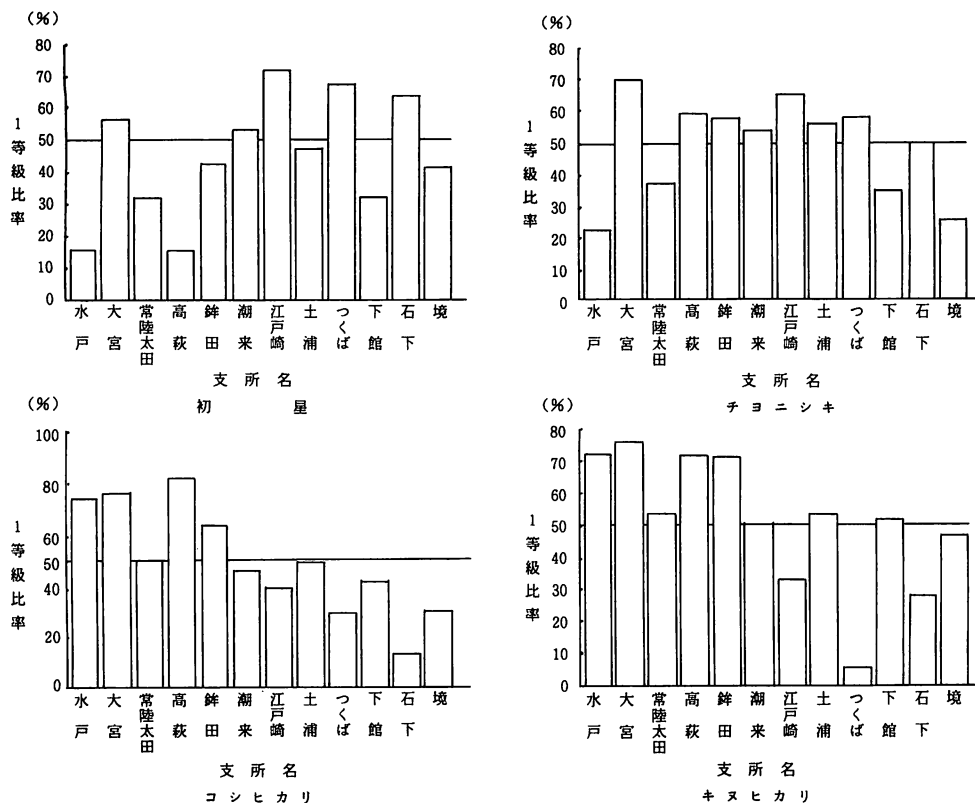 (%)
80
70
60
50
40
30
20
10
0
1等級比率
水戸 大宮 常陸太田 高萩 鉾田 潮来 江戸崎 土浦 つくば 下館 石下 境
支所名
初星
(%)
80
70
60
50
40
30
20
10
0
1等級比率
水戸 大宮 常陸太田 高萩 鉾田 潮来 江戸崎 土浦 つくば 下館 石下 境
支所名
チヨニシキ
(%)
100
80
60
50
40
20
0
1等級比率
水戸 大宮 常陸太田 高萩 鉾田 潮来 江戸崎 土浦 つくば 下館 石下 境
支所名
コシヒカリ
(%)
80
70
60
50
40
30
20
10
0
1等級比率
水戸 大宮 常陸太田 高萩 鉾田 潮来 江戸崎 土浦 つくば 下館 石下 境
支所名
キヌヒカリ